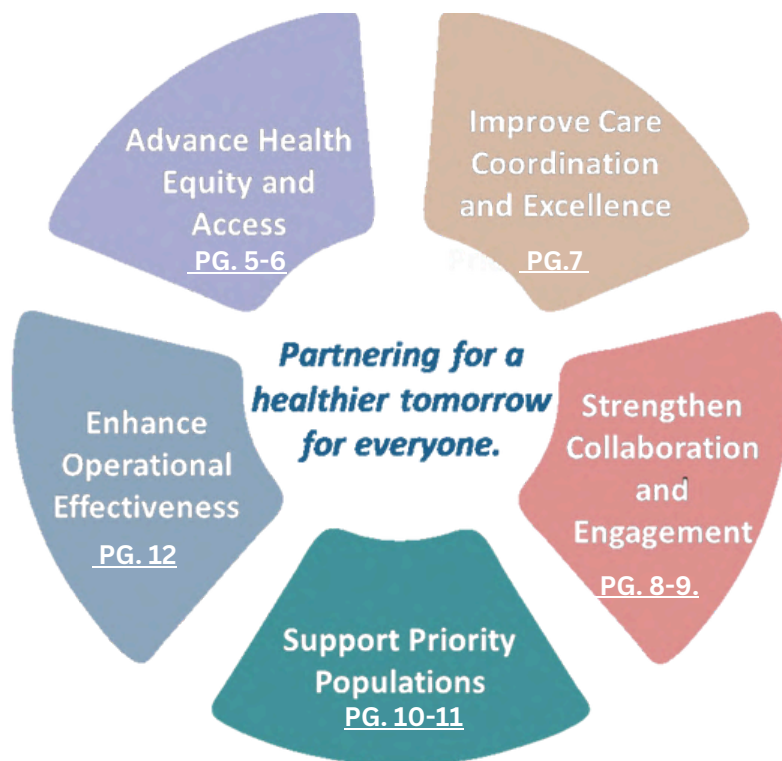 Advance Health
Equity and
Access
PG. 5-6
Improve Care
Coordination
and Excellence
PG.7
Partnering for a
healthier tomorrow
for everyone.
Strengthen
Collaboration
and
Engagement
PG. 8-9.
Support Priority
Populations
PG. 10-11
Enhance
Operational
Effectiveness
PG. 12